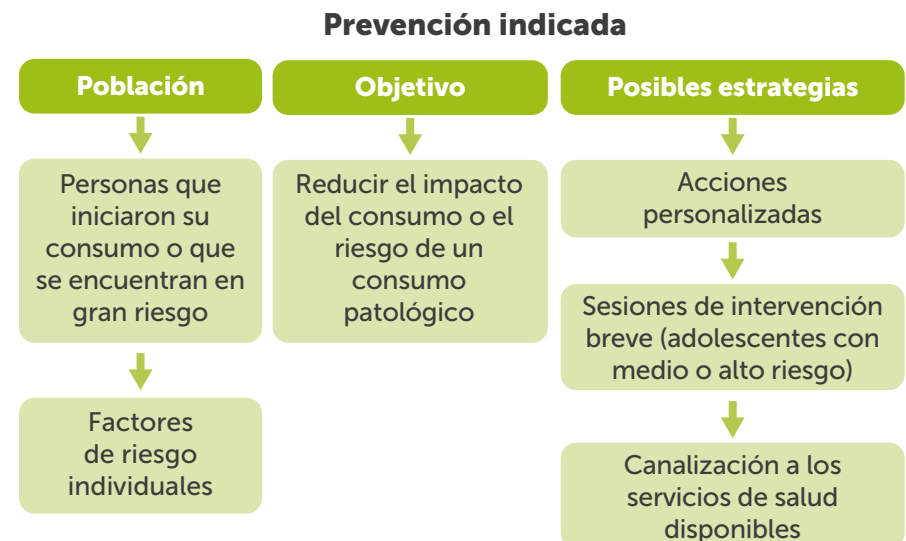 Prevención indicada
Población
Personas que
iniciaron su
consumo o que
se encuentran en
gran riesgo
Factores
de riesgo
individuales
Objetivo
Reducir el impacto
del consumo o el
riesgo de un
consumo
patológico
Posibles estrategias
Acciones
personalizadas
Sesiones de intervención
breve (adolescentes con
medio o alto riesgo)
Canalización a los
servicios de salud
disponibles